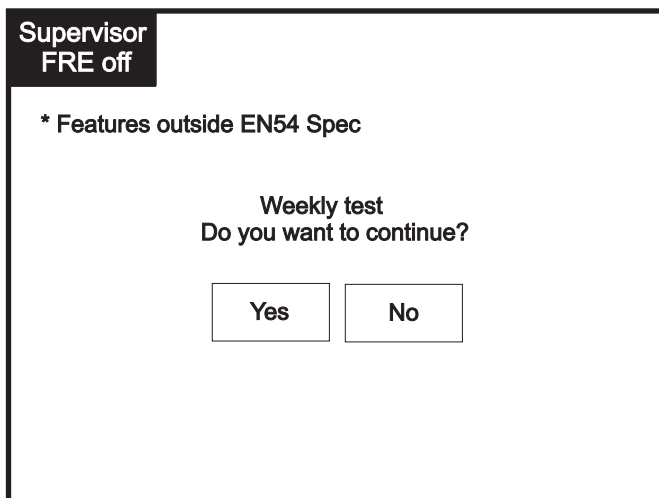 Supervisor
FRE off
* Features outside EN54 Spec
Weekly test
Do you want to continue?
Yes
No